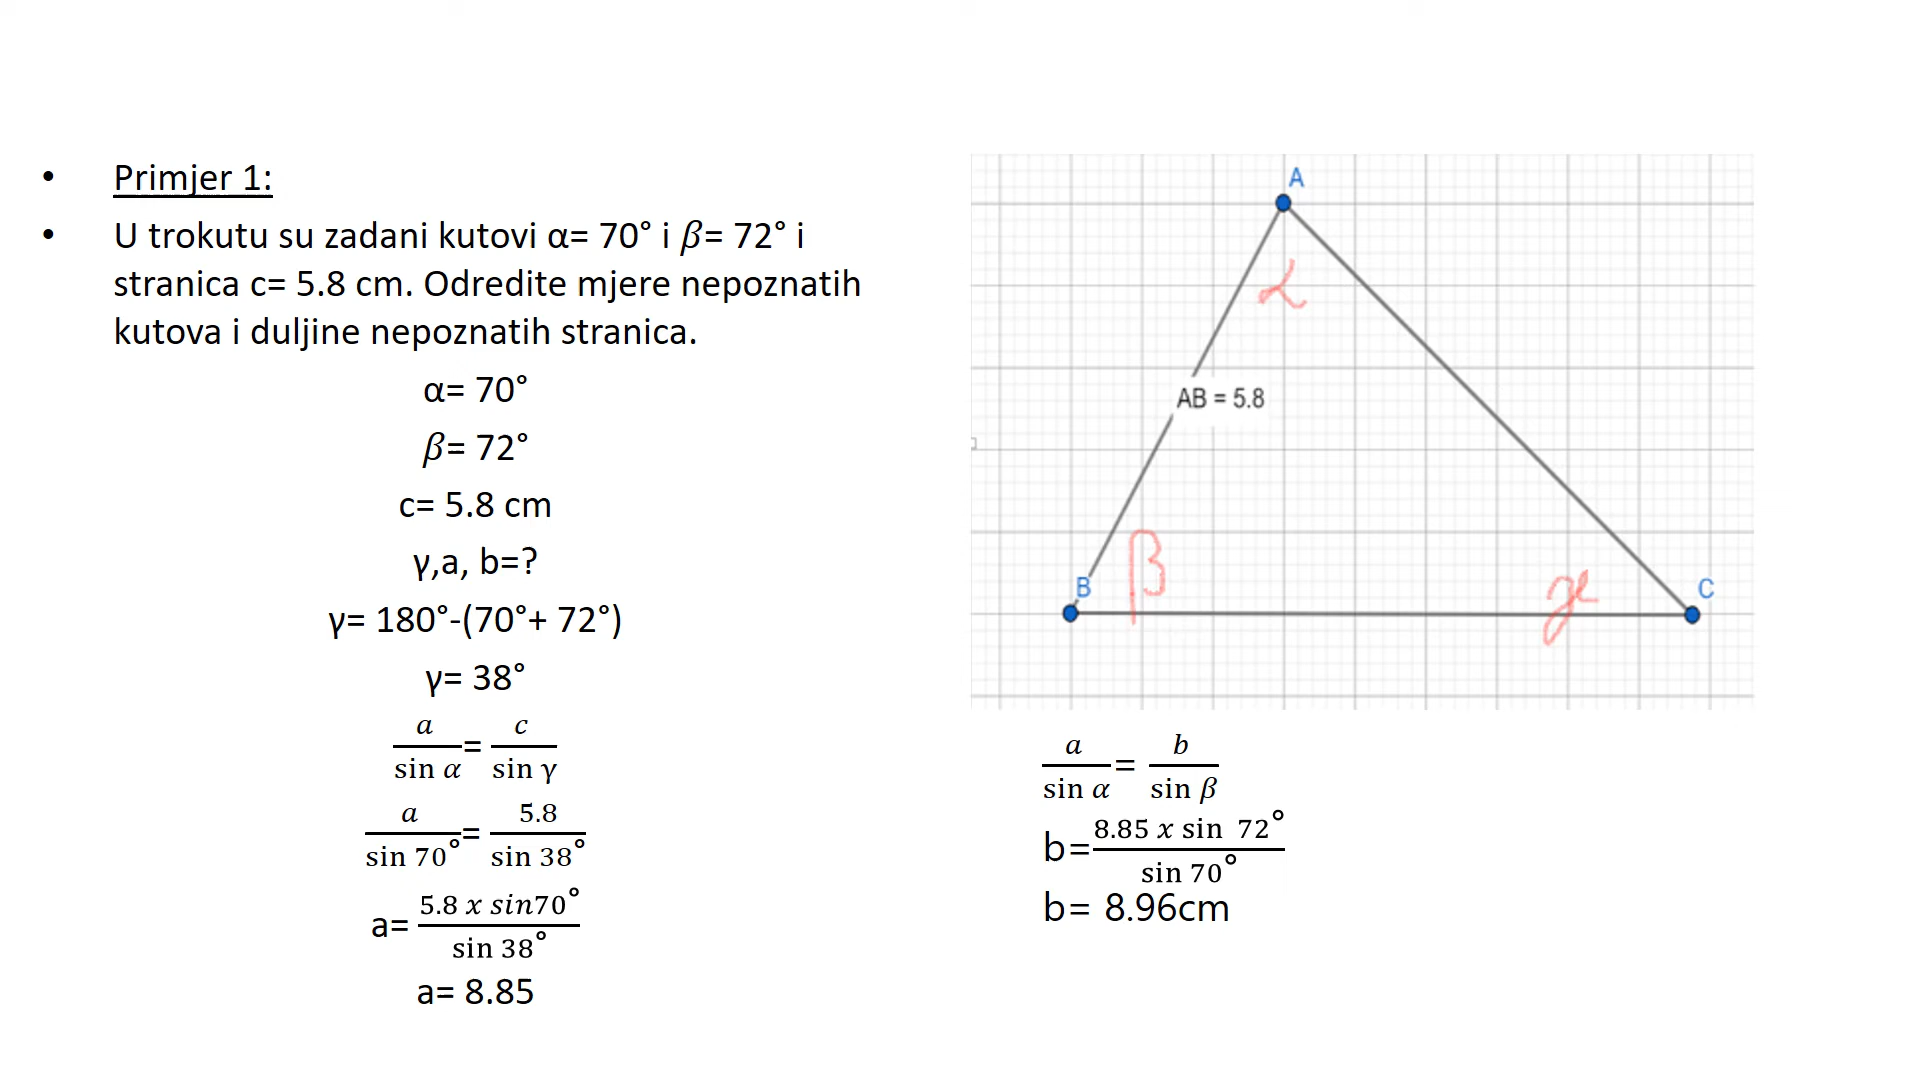 • Primjer 1:
• U trokutu su zadani kutovi α= 70° i β= 72° i
stranica c= 5.8 cm. Odredite mjere nepoznatih
kutova i duljine nepoznatih stranica.
α= 70°
β= 72°
c= 5.8 cm
γ,a, b=?
γ= 180°-(70°+ 72°)
γ= 38°
a/sin α = c/sin γ
a/sin 70° = 5.8/sin 38°
a= 5.8 x sin70°/sin 38°
a= 8.85
A
α
AB = 5.8
B
β
γ
C
a/sin α = b/sin β
b= 8.85 x sin 72°/sin 70°
b= 8.96cm